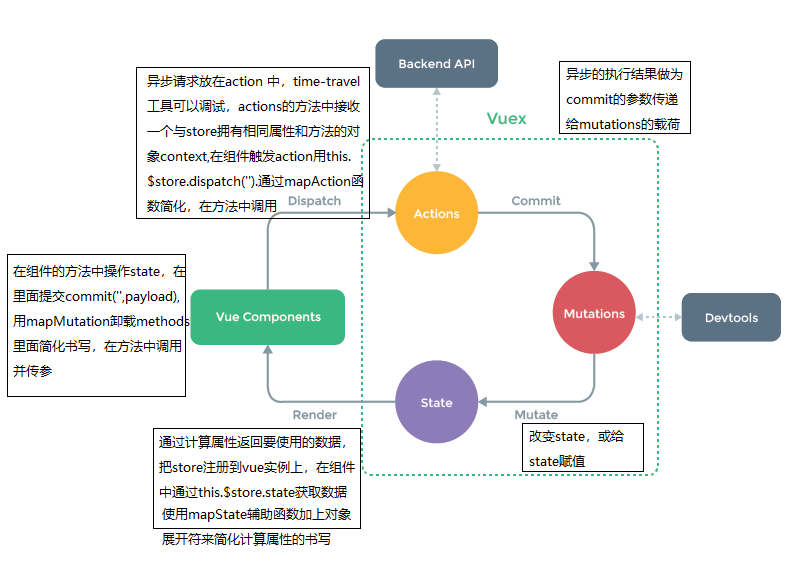 Backend API
异步请求放在action 中，time-travel
工具可以调试，actions的方法中接收
一个与store拥有相同属性和方法的对
象context,在组件触发action用this.
$store.dispatch('').通过mapAction函
数简化，在方法中调用
异步的执行结果做为
commit的参数传递
给mutations的载荷
Vuex
Dispatch
Actions
Commit
在组件的方法中操作state，在
里面提交commit('',payload),
用mapMutation卸载methods
里面简化书写，在方法中调用
并传参
Vue Components
Mutations
Devtools
State
Render
Mutate
通过计算属性返回要使用的数据，
把store注册到vue实例上，在组件
中通过this.$store.state获取数据
使用mapState辅助函数加上对象
展开符来简化计算属性的书写
改变state，或给
state赋值